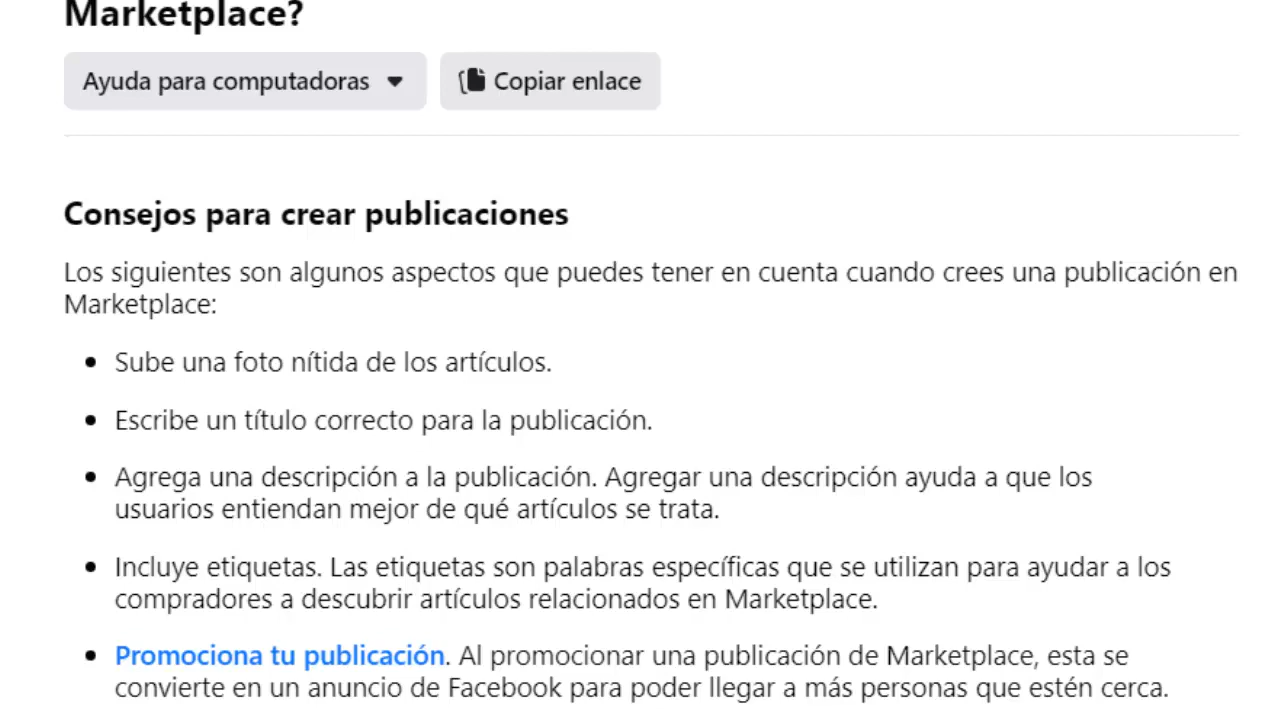 Marketplace?
Ayuda para computadoras
Copiar enlace
Consejos para crear publicaciones
Los siguientes son algunos aspectos que puedes tener en cuenta cuando crees una publicación en
Marketplace:
• Sube una foto nítida de los artículos.
• Escribe un título correcto para la publicación.
• Agrega una descripción a la publicación. Agregar una descripción ayuda a que los
usuarios entiendan mejor de qué artículos se trata.
• Incluye etiquetas. Las etiquetas son palabras específicas que se utilizan para ayudar a los
compradores a descubrir artículos relacionados en Marketplace.
• Promociona tu publicación. Al promocionar una publicación de Marketplace, esta se
convierte en un anuncio de Facebook para poder llegar a más personas que estén cerca.